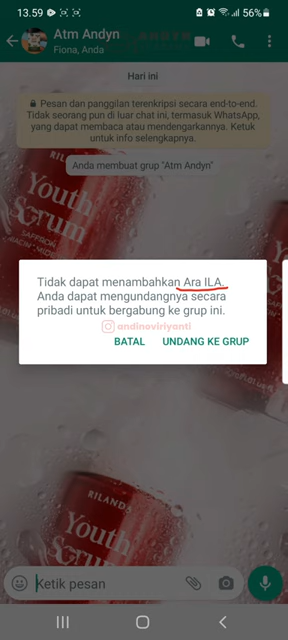 13.59
56%
Atm Andyn
Fiona, Anda
Hari ini
Pesan dan panggilan terenkripsi secara end-to-end.
Tidak seorang pun di luar chat ini, termasuk WhatsApp,
yang dapat membaca atau mendengarkannya. Ketuk
untuk info selengkapnya.
Anda membuat grup "Atm Andyn"
Youth
Serum
SAFFRON
Tidak dapat menambahkan Ara ILA.
Anda dapat mengundangnya secara
pribadi untuk bergabung ke grup ini.
andinoviriyanti
BATAL UNDANG KE GRUP
RILANDS
Youth
Serum
Ketik pesan